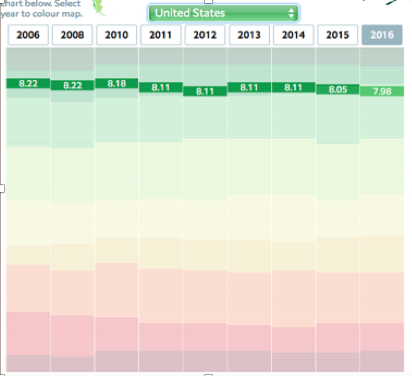 chart below. Select
year to colour map.
United States
2006 2008 2010 2011 2012 2013 2014 2015 2016
8.22 8.22 8.18 8.11 8.11 8.11 8.11 8.05 7.98